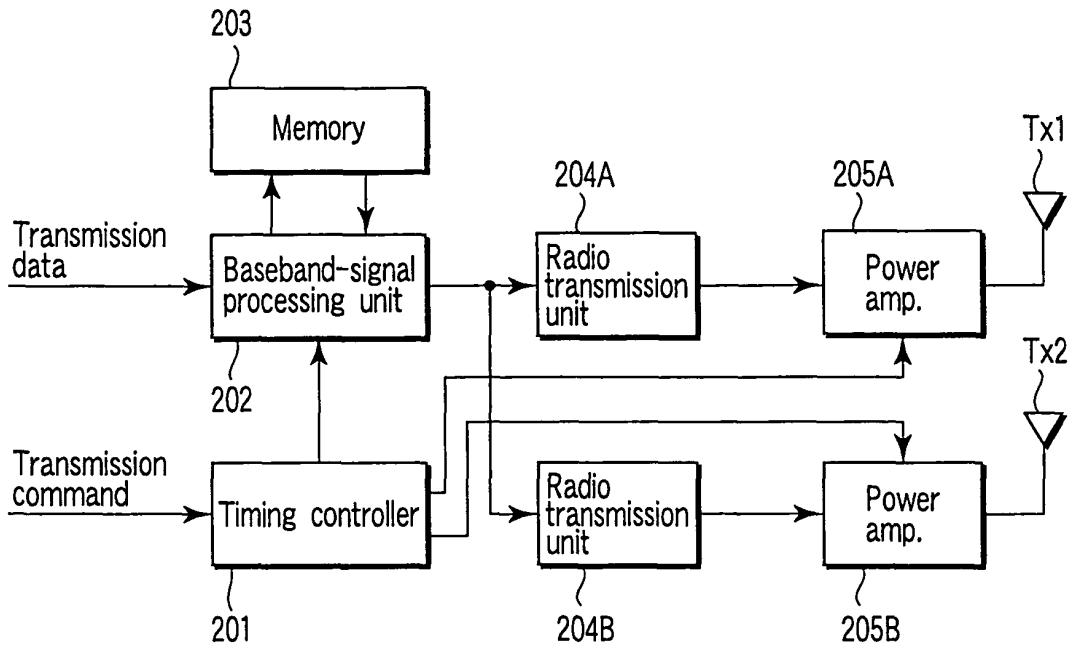 203
Memory
Tx1
204A
205A
Transmission
data
Baseband-signal
processing unit
Radio
transmission
unit
Power
amp.
Tx2
202
Transmission
command
Timing controller
Radio
transmission
unit
Power
amp.
201
204B
205B